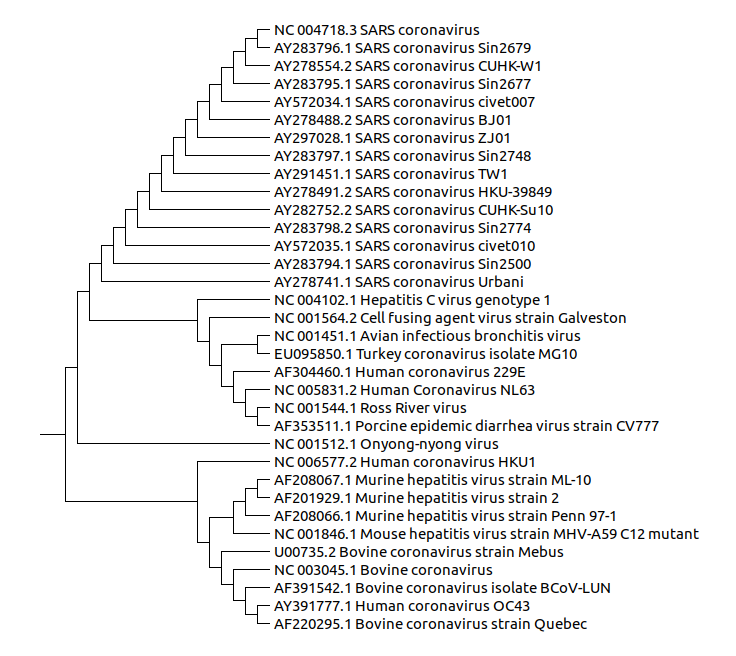 NC 004718.3 SARS coronavirus
AY283796.1 SARS coronavirus Sin2679
AY278554.2 SARS coronavirus CUHK-W1
AY283795.1 SARS coronavirus Sin2677
AY572034.1 SARS coronavirus civet007
AY278488.2 SARS coronavirus BJ01
AY297028.1 SARS coronavirus ZJ01
AY283797.1 SARS coronavirus Sin2748
AY291451.1 SARS coronavirus TW1
AY278491.2 SARS coronavirus HKU-39849
AY282752.2 SARS coronavirus CUHK-Su10
AY283798.2 SARS coronavirus Sin2774
AY572035.1 SARS coronavirus civet010
AY283794.1 SARS coronavirus Sin2500
AY278741.1 SARS coronavirus Urbani
NC 004102.1 Hepatitis C virus genotype 1
NC 001564.2 Cell fusing agent virus strain Galveston
NC 001451.1 Avian infectious bronchitis virus
EU095850.1 Turkey coronavirus isolate MG10
AF304460.1 Human coronavirus 229E
NC 005831.2 Human Coronavirus NL63
NC 001544.1 Ross River virus
AF353511.1 Porcine epidemic diarrhea virus strain CV777
NC 001512.1 Onyong-nyong virus
NC 006577.2 Human coronavirus HKU1
AF208067.1 Murine hepatitis virus strain ML-10
AF201929.1 Murine hepatitis virus strain 2
AF208066.1 Murine hepatitis virus strain Penn 97-1
NC 001846.1 Mouse hepatitis virus strain MHV-A59 C12 mutant
U00735.2 Bovine coronavirus strain Mebus
NC 003045.1 Bovine coronavirus
AF391542.1 Bovine coronavirus isolate BCoV-LUN
AY391777.1 Human coronavirus OC43
AF220295.1 Bovine coronavirus strain Quebec